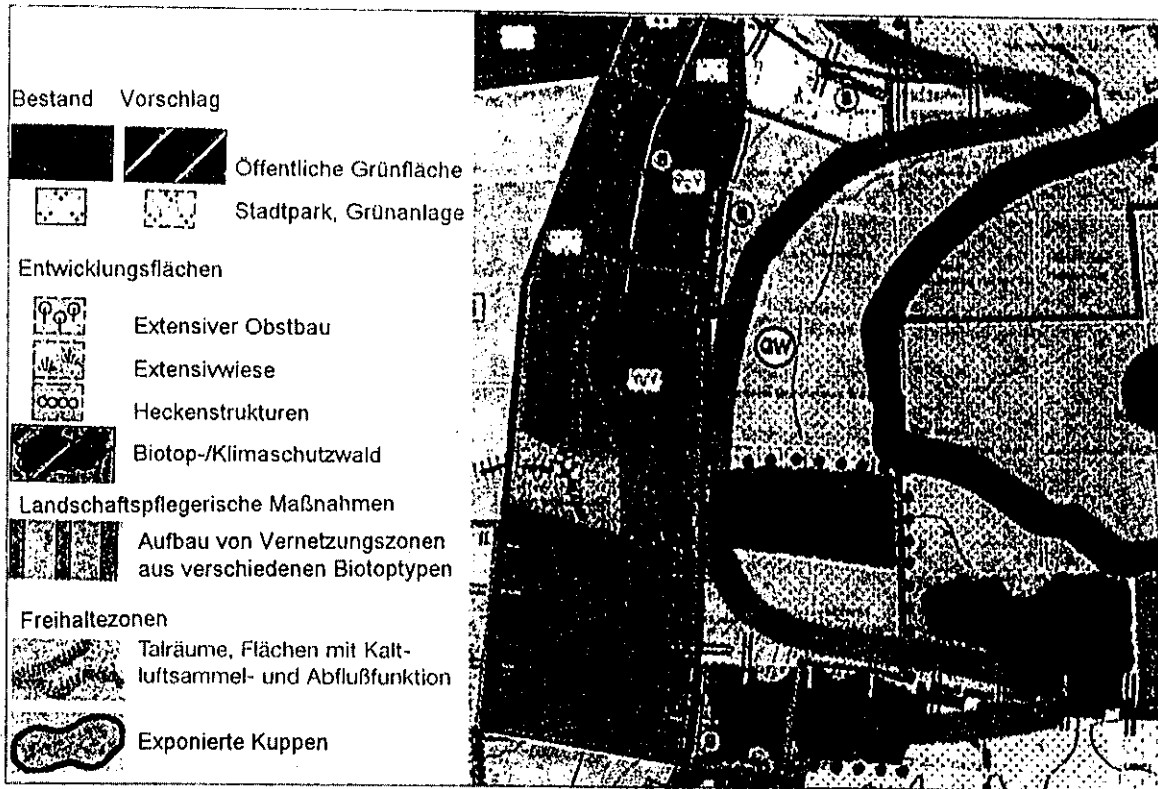 Bestand Vorschlag
Öffentliche Grünfläche
Stadtpark, Grünanlage
Entwicklungsflächen
Extensiver Obstbau
Extensivwiese
Heckenstrukturen
Biotop-/Klimaschutzwald
Landschaftspflegerische Maßnahmen
Aufbau von Vernetzungszonen
aus verschiedenen Biotoptypen
Freihaltezonen
Talräume, Flächen mit Kalt-
luftsammel- und Abflußfunktion
Exponierte Kuppen
aw